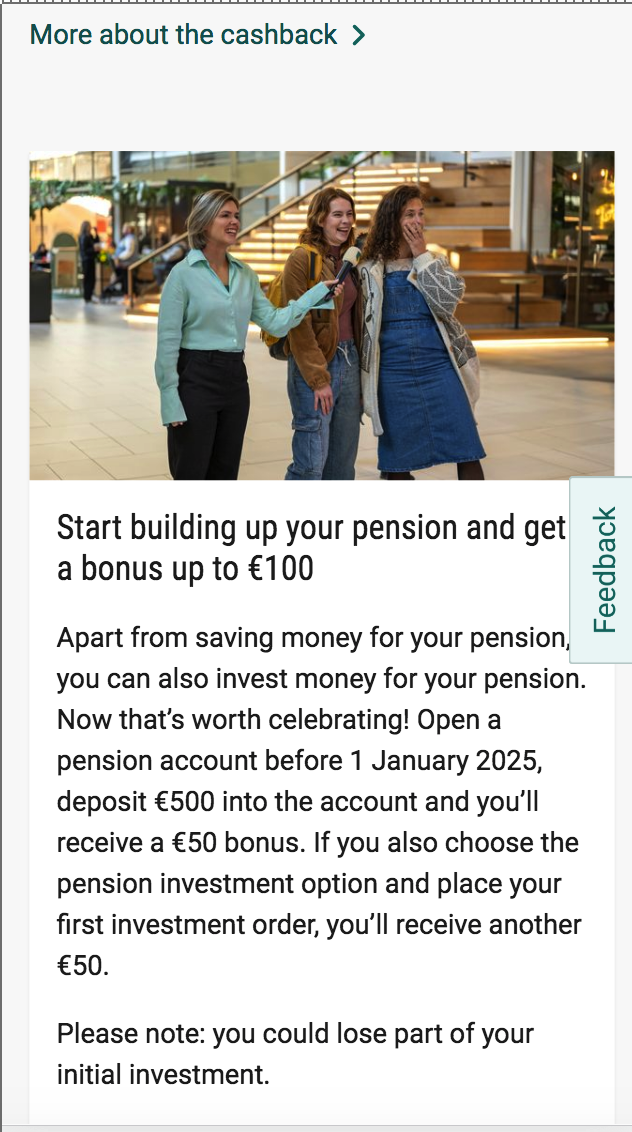 More about the cashback
Start building up your pension and get
a bonus up to €100
Feedback
Apart from saving money for your pension,
you can also invest money for your pension.
Now that’s worth celebrating! Open a
pension account before 1 January 2025,
deposit €500 into the account and you’ll
receive a €50 bonus. If you also choose the
pension investment option and place your
first investment order, you’ll receive another
€50.
Please note: you could lose part of your
initial investment.